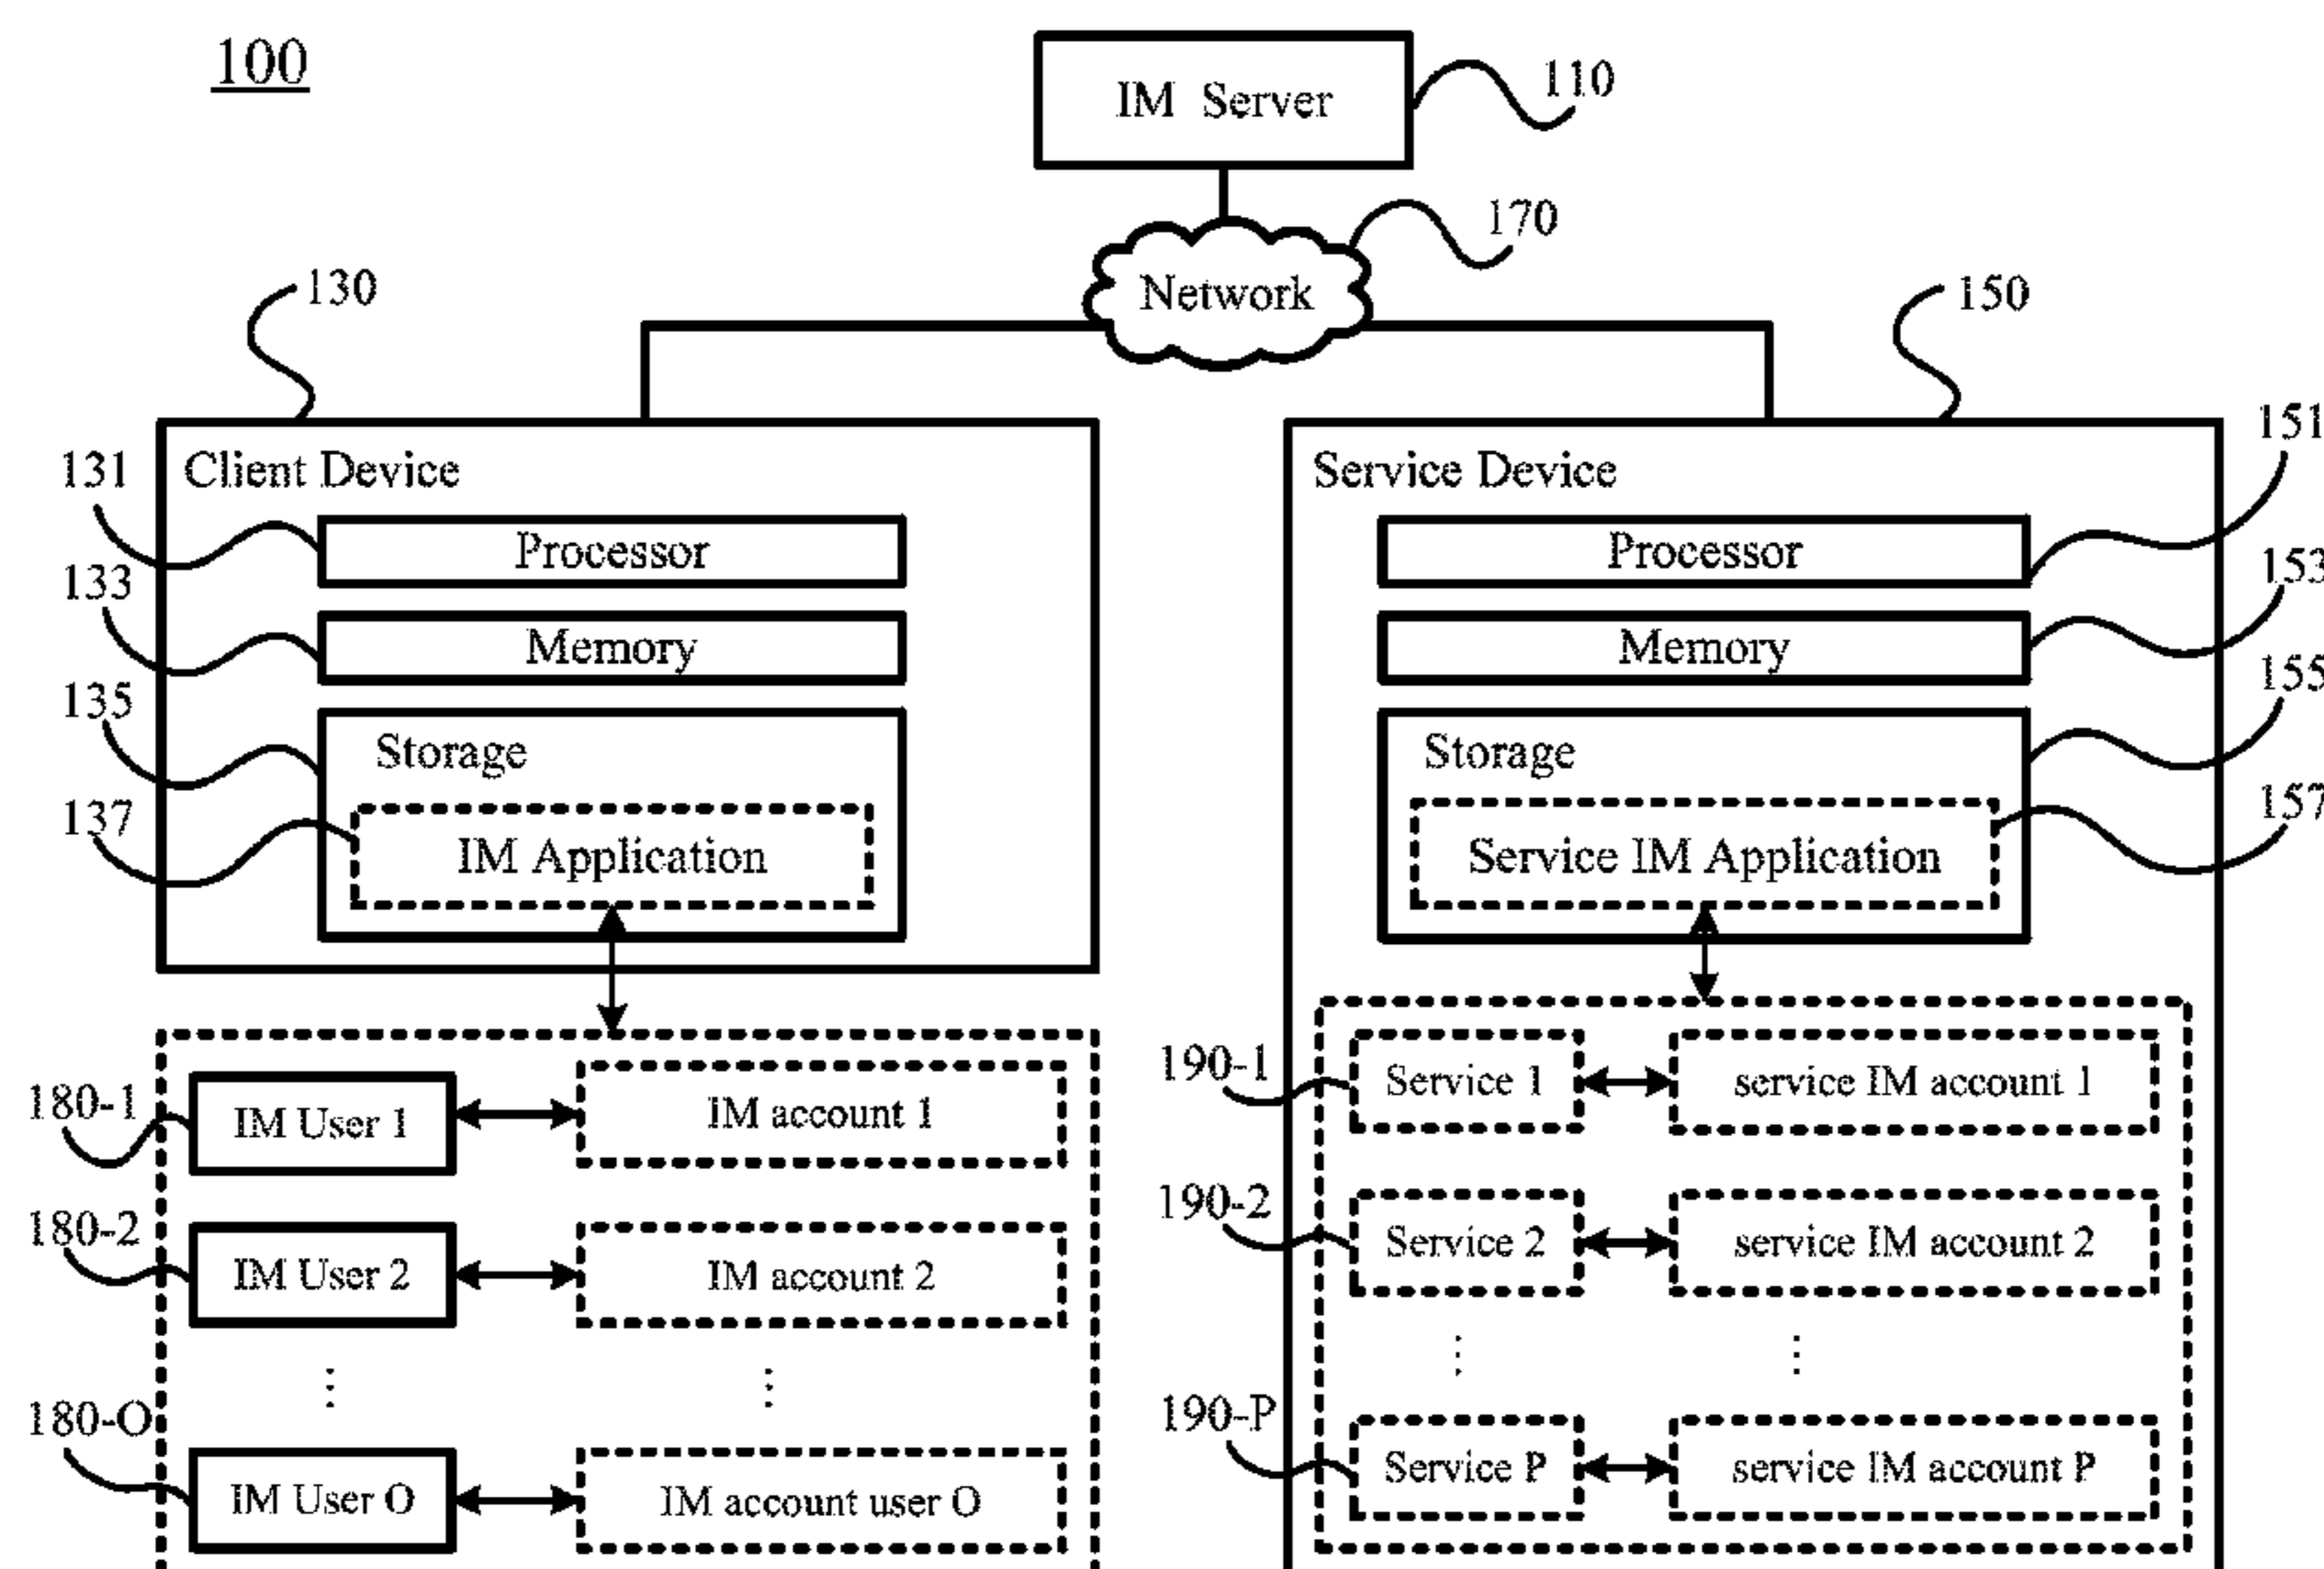 100
IM Server
110
170
Network
130
150
Client Device
Service Device
151
131
Processor
Processor
153
133
Memory
Memory
155
135
Storage
Storage
157
137
IM Application
Service IM Application
190-1
Service 1
service IM account 1
180-1
IM User 1
IM account 1
190-2
Service 2
service IM account 2
180-2
IM User 2
IM account 2
⋮
⋮
⋮
⋮
190-P
Service P
service IM account P
180-O
IM User O
IM account user O